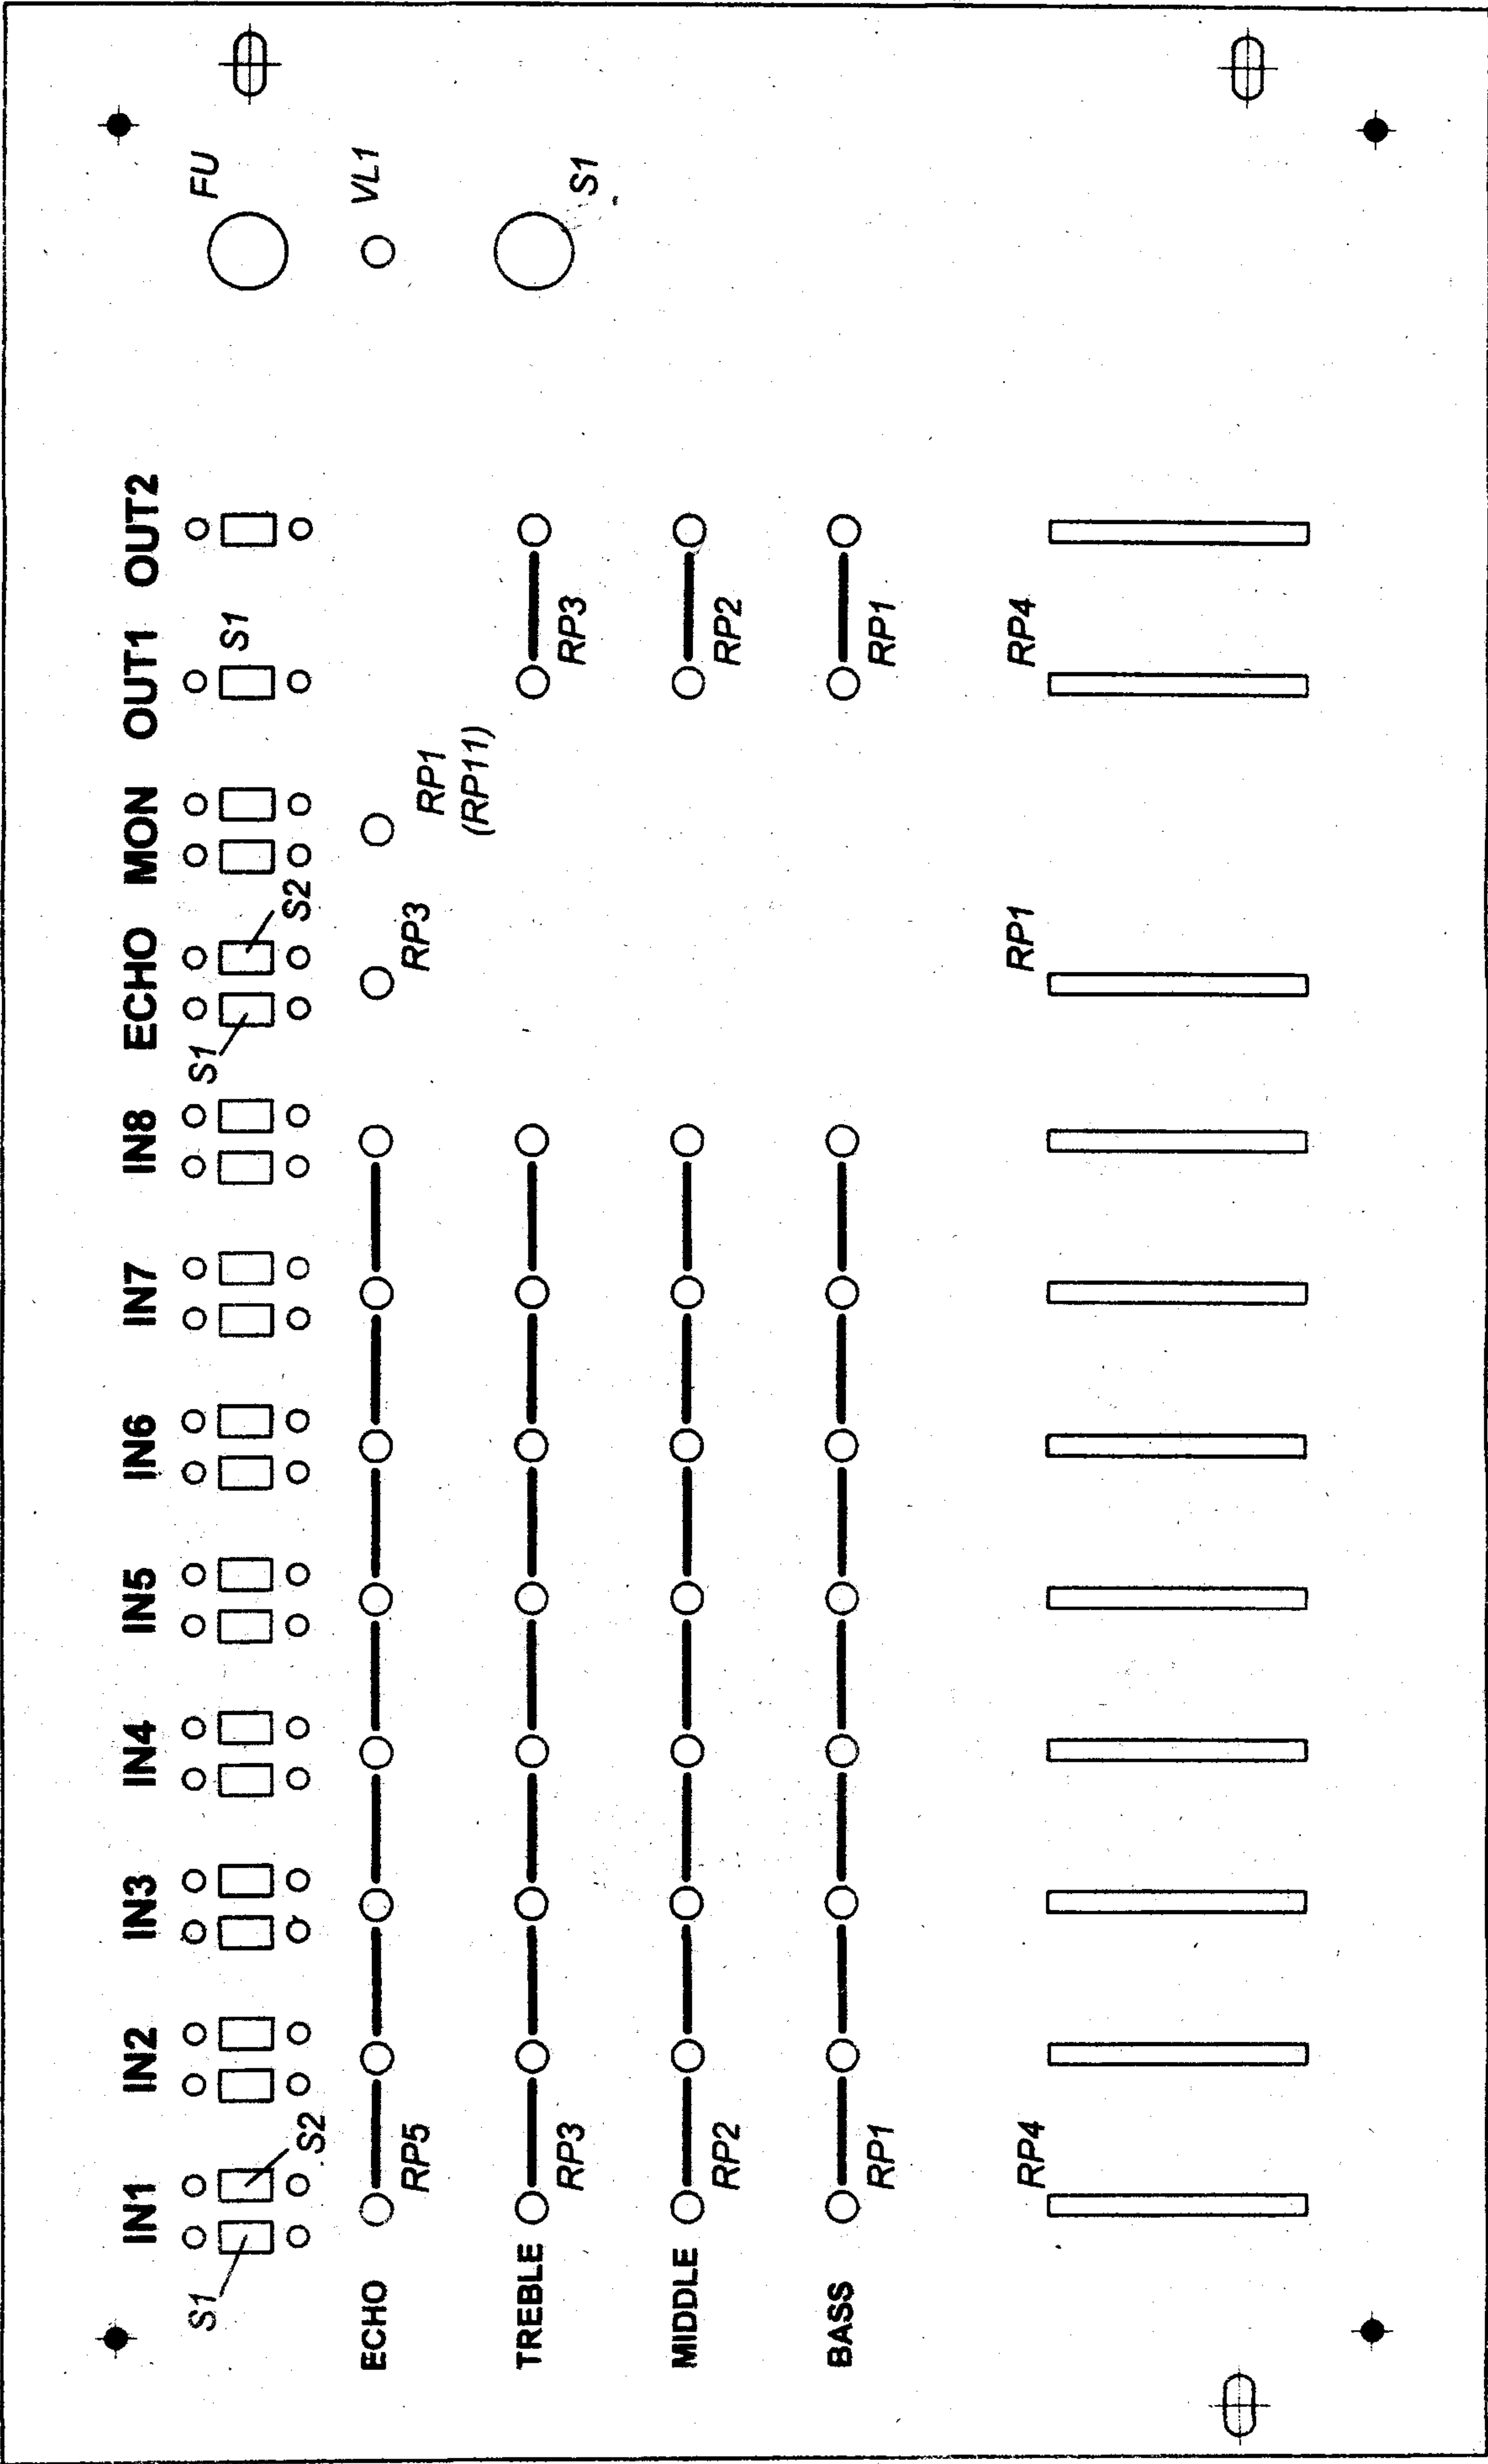 IN1 IN2 IN3 IN4 IN5 IN6 IN7 IN8 ECHO MON OUT1 OUT2
FU
S1
S2
S1
S2
S1
VL1
ECHO
RP5
RP3
RP1
(RP11)
S1
TREBLE
RP3
RP3
MIDDLE
RP2
RP2
BASS
RP1
RP1
RP4
RP1
RP4